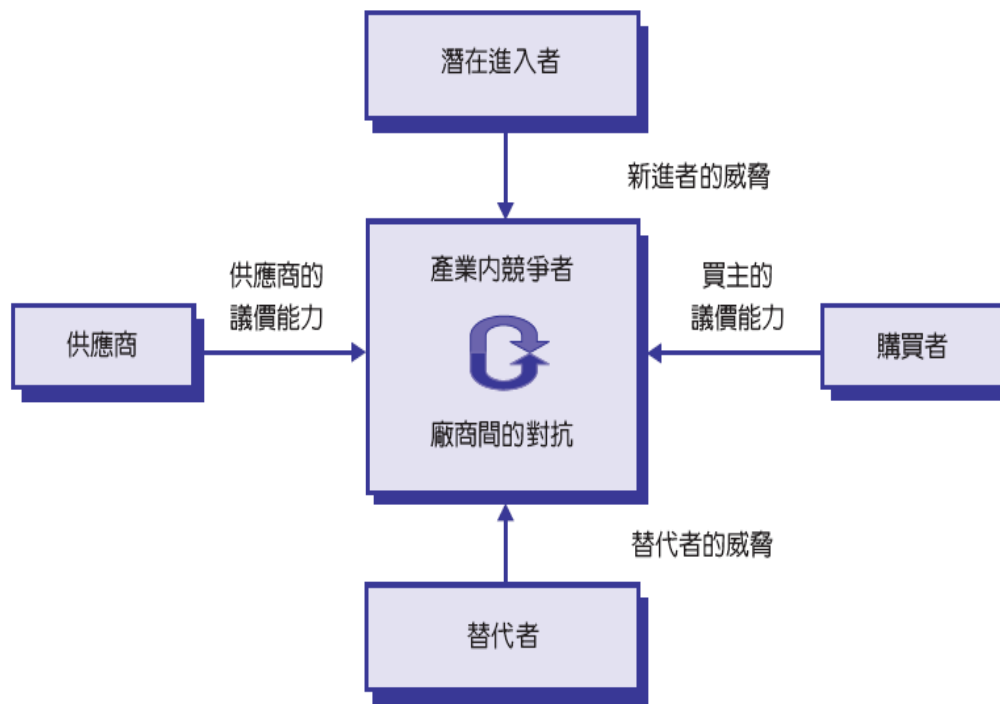 潛在進入者
新進者的威脅
供應商的
議價能力
產業內競爭者
買主的
議價能力
供應商
購買者
廠商間的對抗
替代者的威脅
替代者